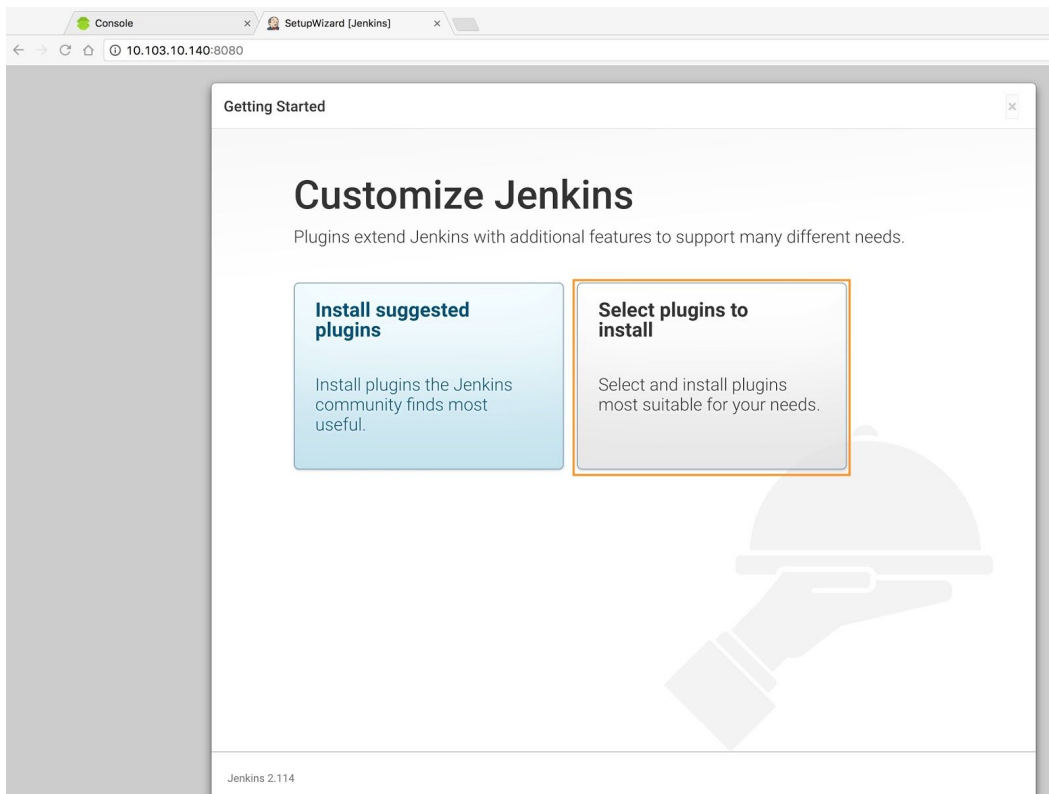 Console
SetupWizard [Jenkins]
10.103.10.140:8080
Getting Started
Customize Jenkins
Plugins extend Jenkins with additional features to support many different needs.
Install suggested
plugins
Install plugins the Jenkins
community finds most
useful.
Select plugins to
install
Select and install plugins
most suitable for your needs.
Jenkins 2.114